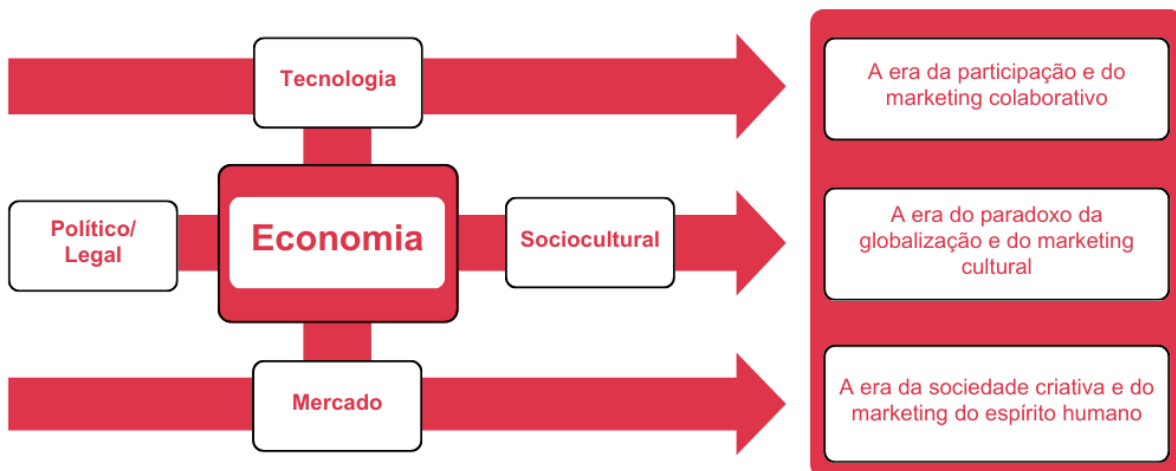 Tecnologia
Político/
Legal
Economia
Sociocultural
Mercado
A era da participação e do
marketing colaborativo
A era do paradoxo da
globalização e do marketing
cultural
A era da sociedade criativa e do
marketing do espírito humano